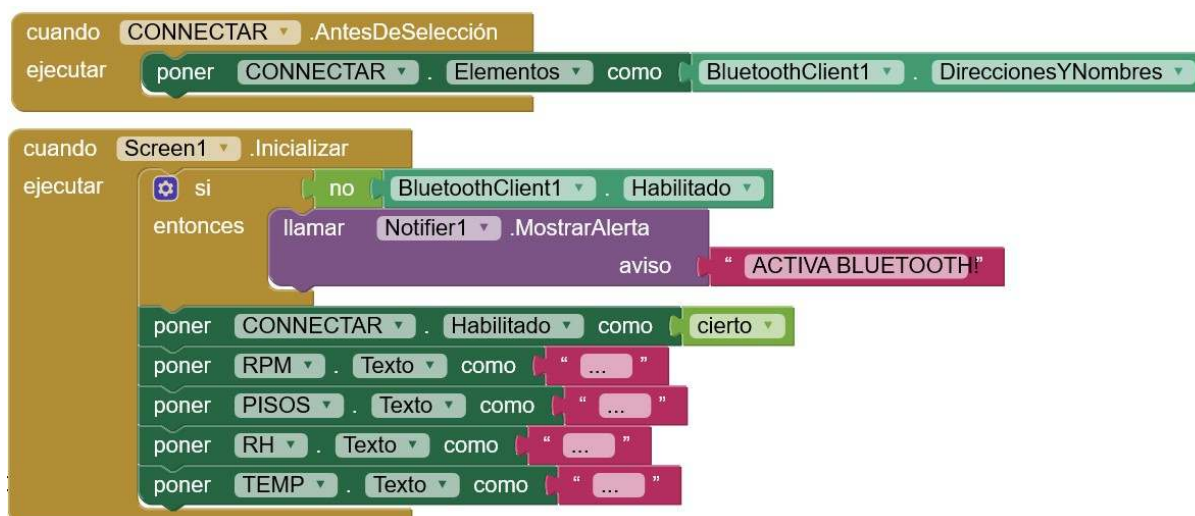 cuando CONNECTAR .AntesDeSelección
ejecutar poner CONNECTAR . Elementos como BluetoothClient1 . DireccionesYNombres
cuando Screen1 .Inicializar
ejecutar si no BluetoothClient1 . Habilitado
entonces llamar Notifier1 .MostrarAlerta
aviso “ ACTIVA BLUETOOTH! ”
poner CONNECTAR . Habilitado como cierto
poner RPM . Texto como “ ... ”
poner PISOS . Texto como “ ... ”
poner RH . Texto como “ ... ”
poner TEMP . Texto como “ ... ”